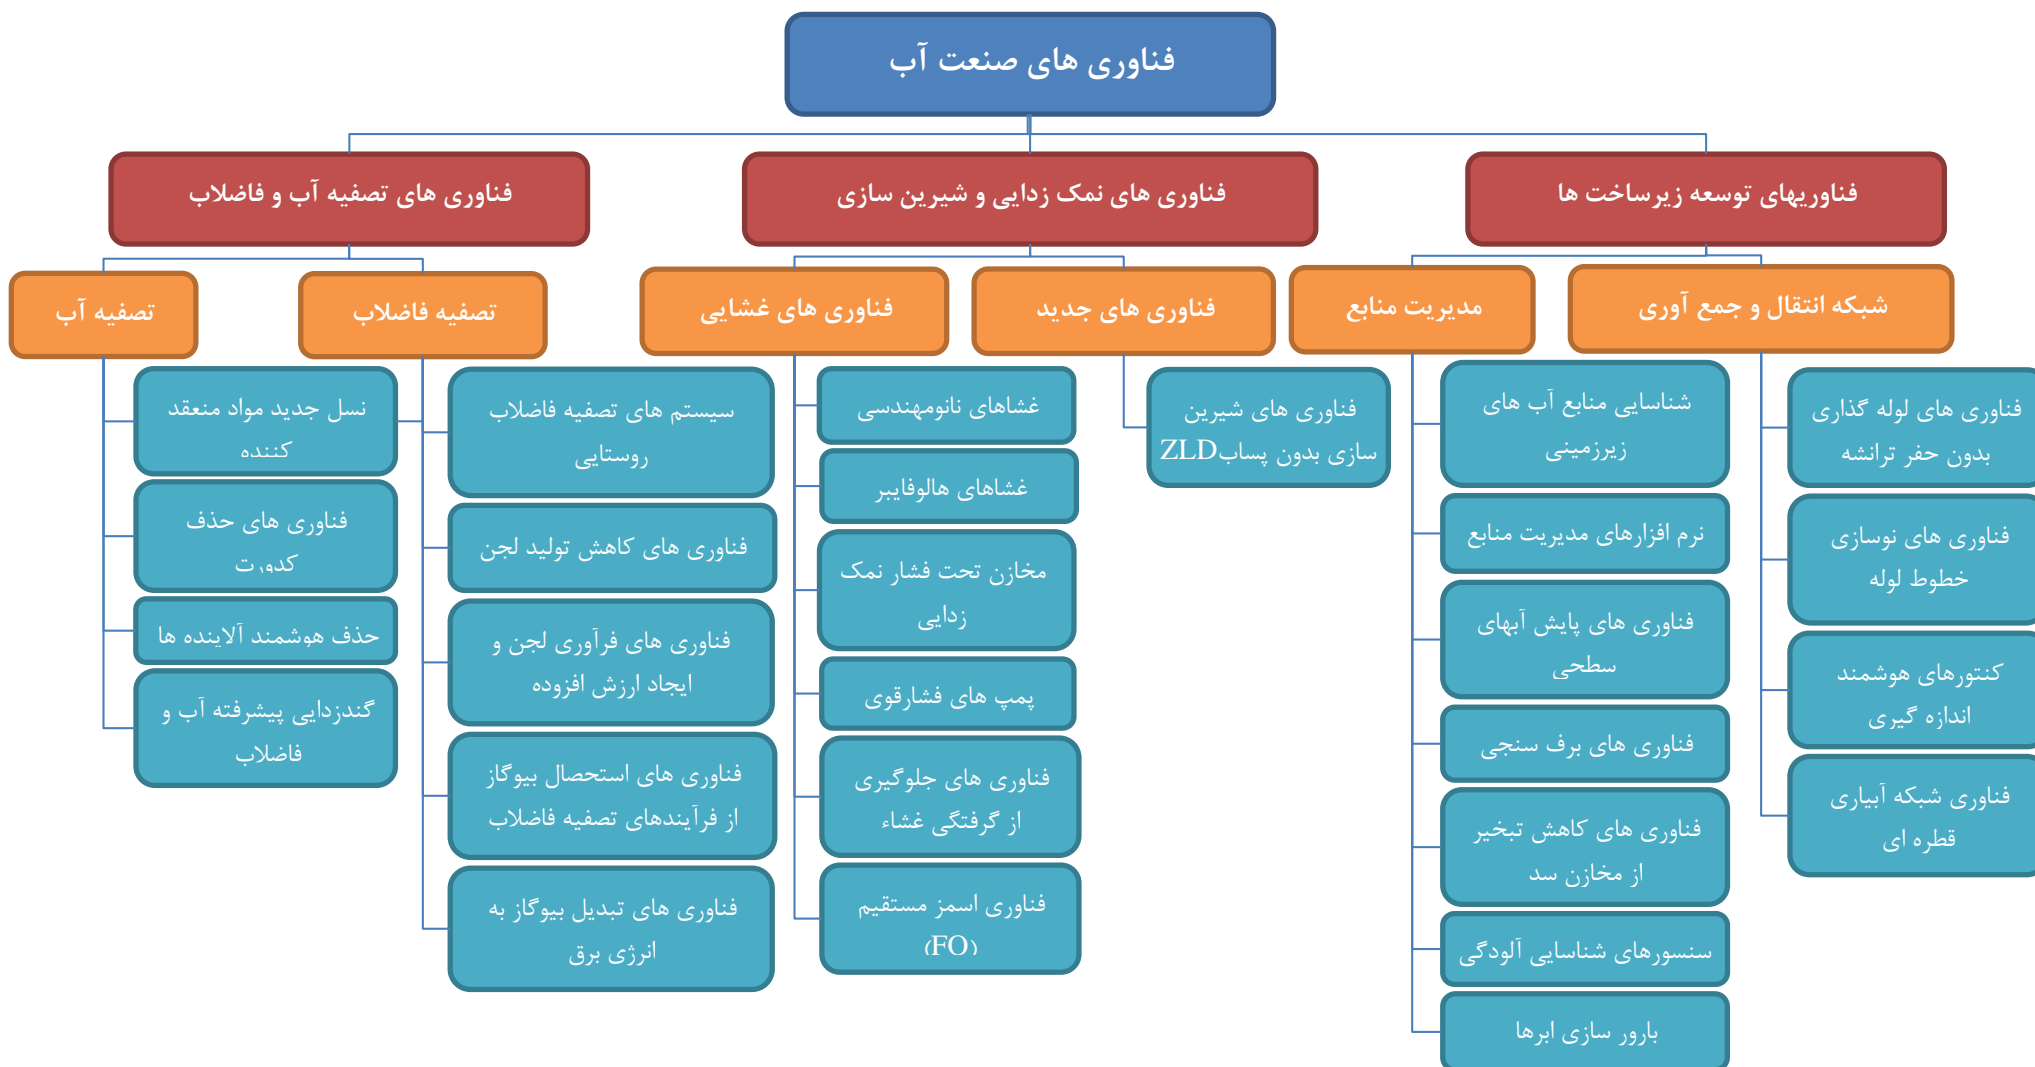 فناوری های صنعت آب
فناوریهای توسعه زیرساخت ها
فناوری های نمک زدایی و شیرین سازی
فناوری های تصفیه آب و فاضلاب
شبکه انتقال و جمع آوری
مدیریت منابع
فناوری های جدید
فناوری های غشایی
تصفیه فاضلاب
تصفیه آب
فناوری های لوله گذاری
بدون حفر ترانشه
فناوری های نوسازی
خطوط لوله
کنتورهای هوشمند
اندازه گیری
فناوری شبکه آبیاری
قطره ای
شناسایی منابع آب های
زیرزمینی
نرم افزارهای مدیریت منابع
فناوری های پایش آبهای
سطحی
فناوری های برف سنجی
فناوری های کاهش تبخیر
از مخازن سد
سنسورهای شناسایی آلودگی
بارور سازی ابرها
فناوری های شیرین
سازی بدون پسابZLD
غشاهای نانومهندسی
غشاهای هالوفایبر
مخازن تحت فشار نمک
زدایی
پمپ های فشارقوی
فناوری های جلوگیری
از گرفتگی غشاء
فناوری اسمز مستقیم
(FO)
سیستم های تصفیه فاضلاب
روستایی
فناوری های کاهش تولید لجن
فناوری های فرآوری لجن و
ایجاد ارزش افزوده
فناوری های استحصال بیوگاز
از فرآیندهای تصفیه فاضلاب
فناوری های تبدیل بیوگاز به
انرژی برق
نسل جدید مواد منعقد
کننده
فناوری های حذف
کدورت
حذف هوشمند آلاینده ها
گندزدایی پیشرفته آب و
فاضلاب